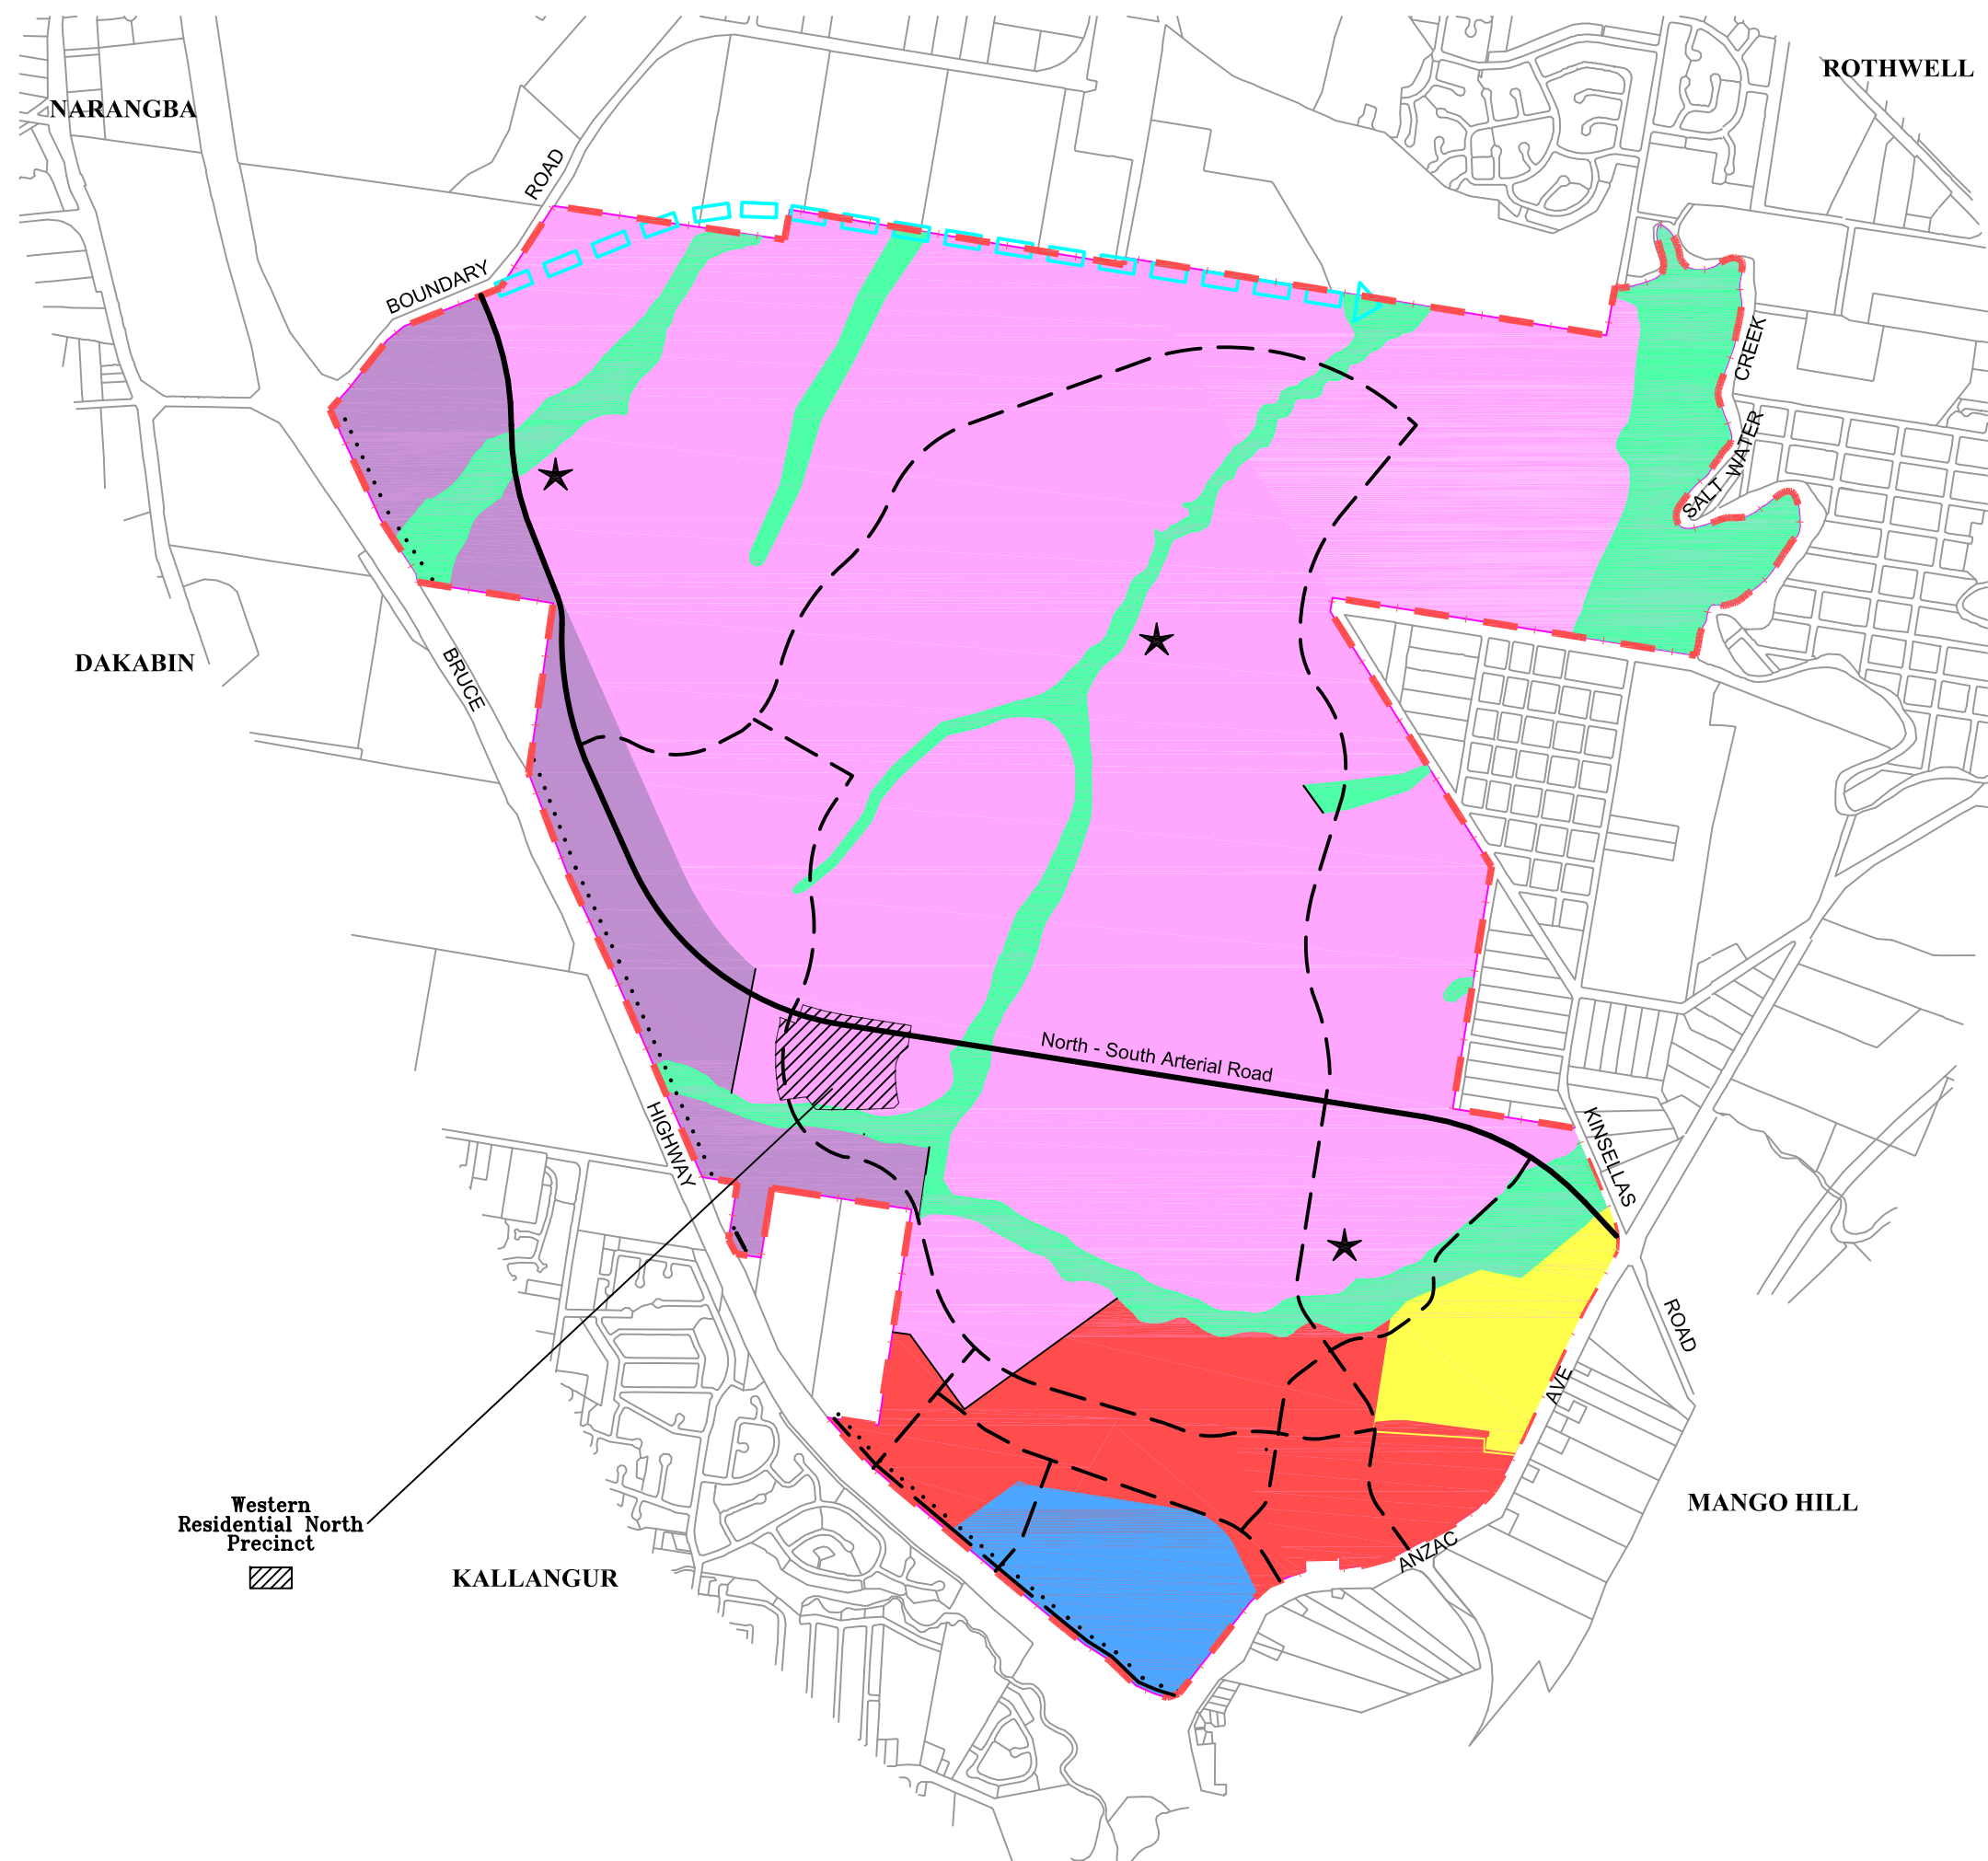 ROTHWELL
NARANGBA
ROAD
BOUNDARY
CREEK
SALT WATER
DAKABIN
BRUCE
North - South Arterial Road
HIGHWAY
KINSELLAS
ROAD
AVE
Western
Residential North
Precinct
MANGO HILL
ANZAC
KALLANGUR